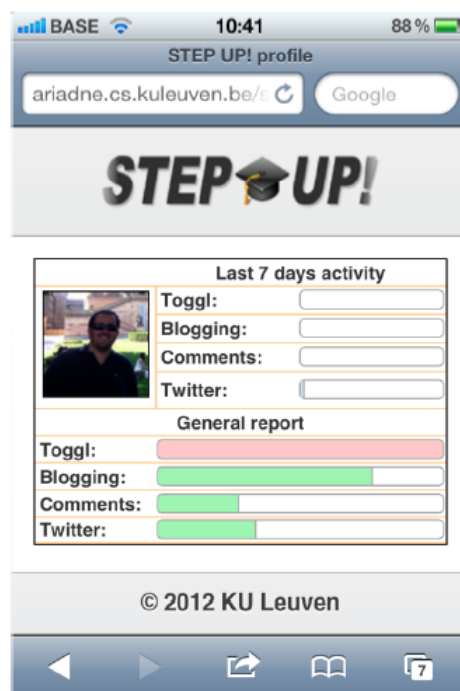 BASE 10:41 88 %
STEP UP! profile
ariadne.cs.kuleuven.be/s Google
STEP UP!
Last 7 days activity
Toggl:
Blogging:
Comments:
Twitter:
General report
Toggl:
Blogging:
Comments:
Twitter:
© 2012 KU Leuven
7